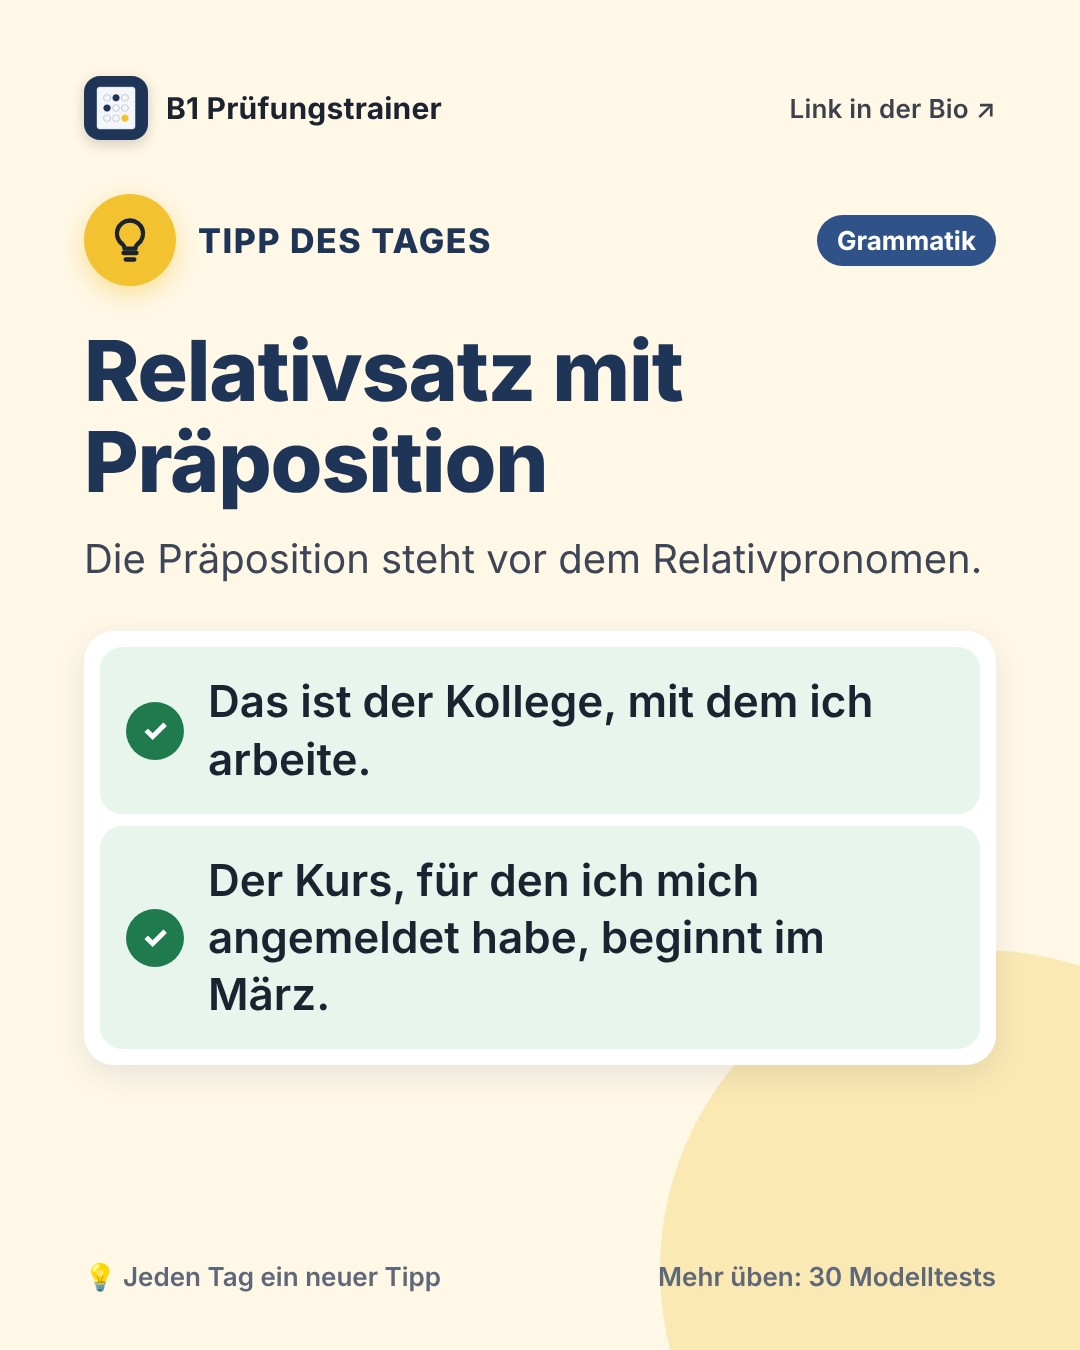 B1 Prüfungstrainer
Link in der Bio ↗
TIPP DES TAGES
Grammatik
Relativsatz mit
Präposition
Die Präposition steht vor dem Relativpronomen.
Das ist der Kollege, mit dem ich
arbeite.
Der Kurs, für den ich mich
angemeldet habe, beginnt im
März.
💡 Jeden Tag ein neuer Tipp
Mehr üben: 30 Modelltests